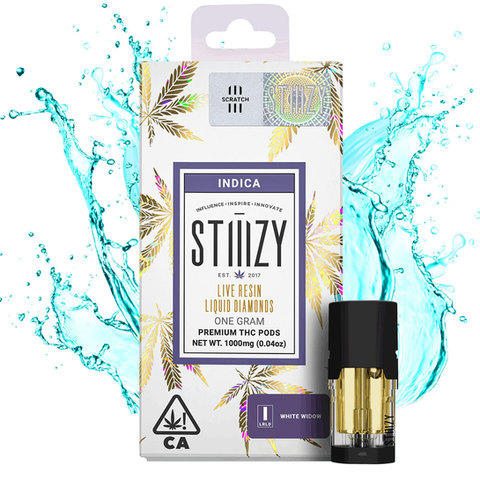 SCRATCH
STIIIZY
INDICA
INFLUENCE • INSPIRE • INNOVATE
STIIIZY
EST. 2017
LIVE RESIN
LIQUID DIAMONDS
ONE GRAM
PREMIUM THC PODS
NET WT. 1000mg (0.04oz)
I
LRLD
WHITE WIDOW
!
CA
STIIIZY